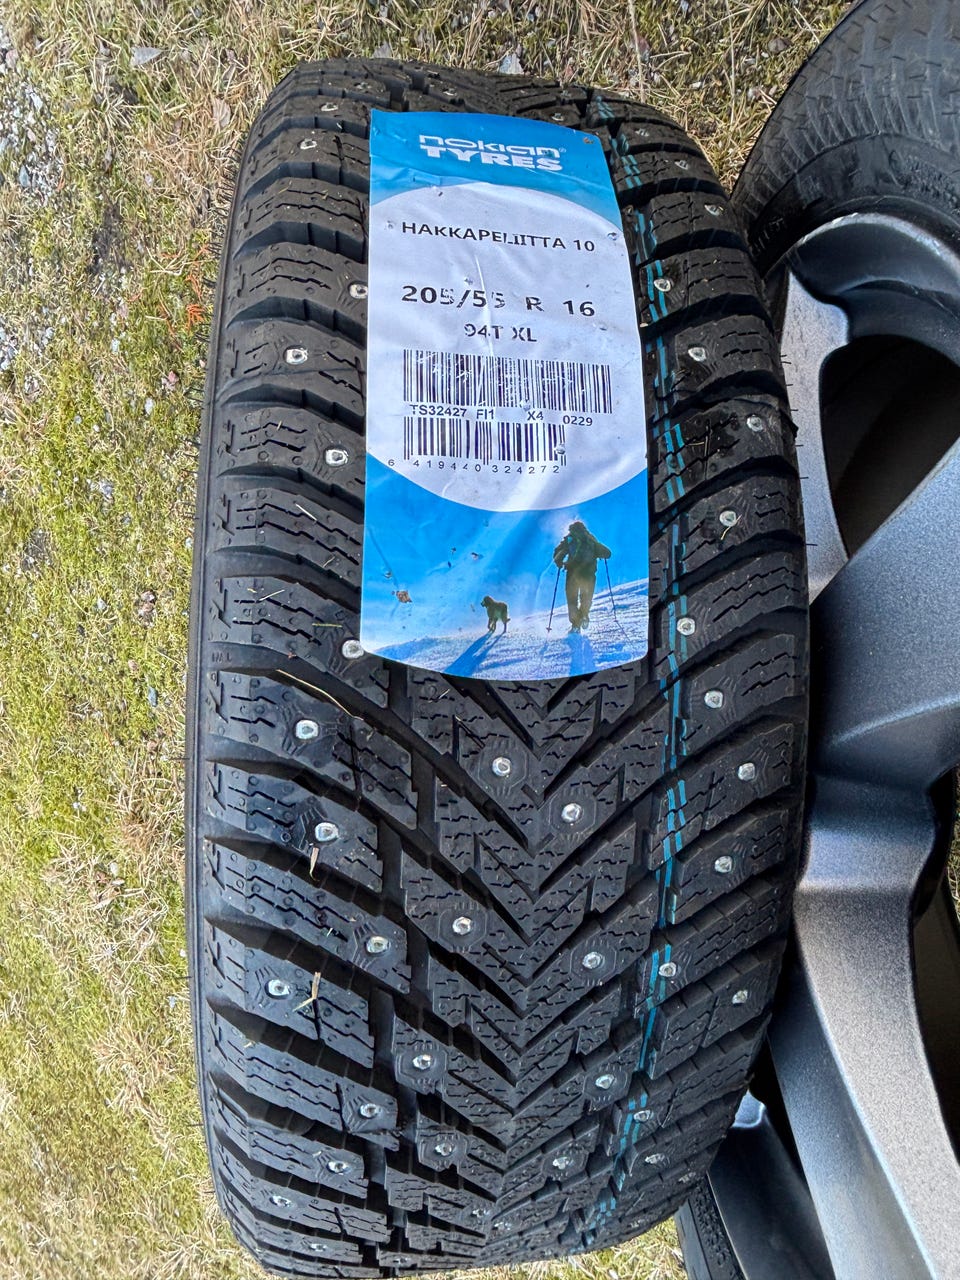 nokian®
TYRES
HAKKAPELIITTA 10
205/55 R 16
94T XL
TS32427 FI1 X4 0229
6 419440 324272